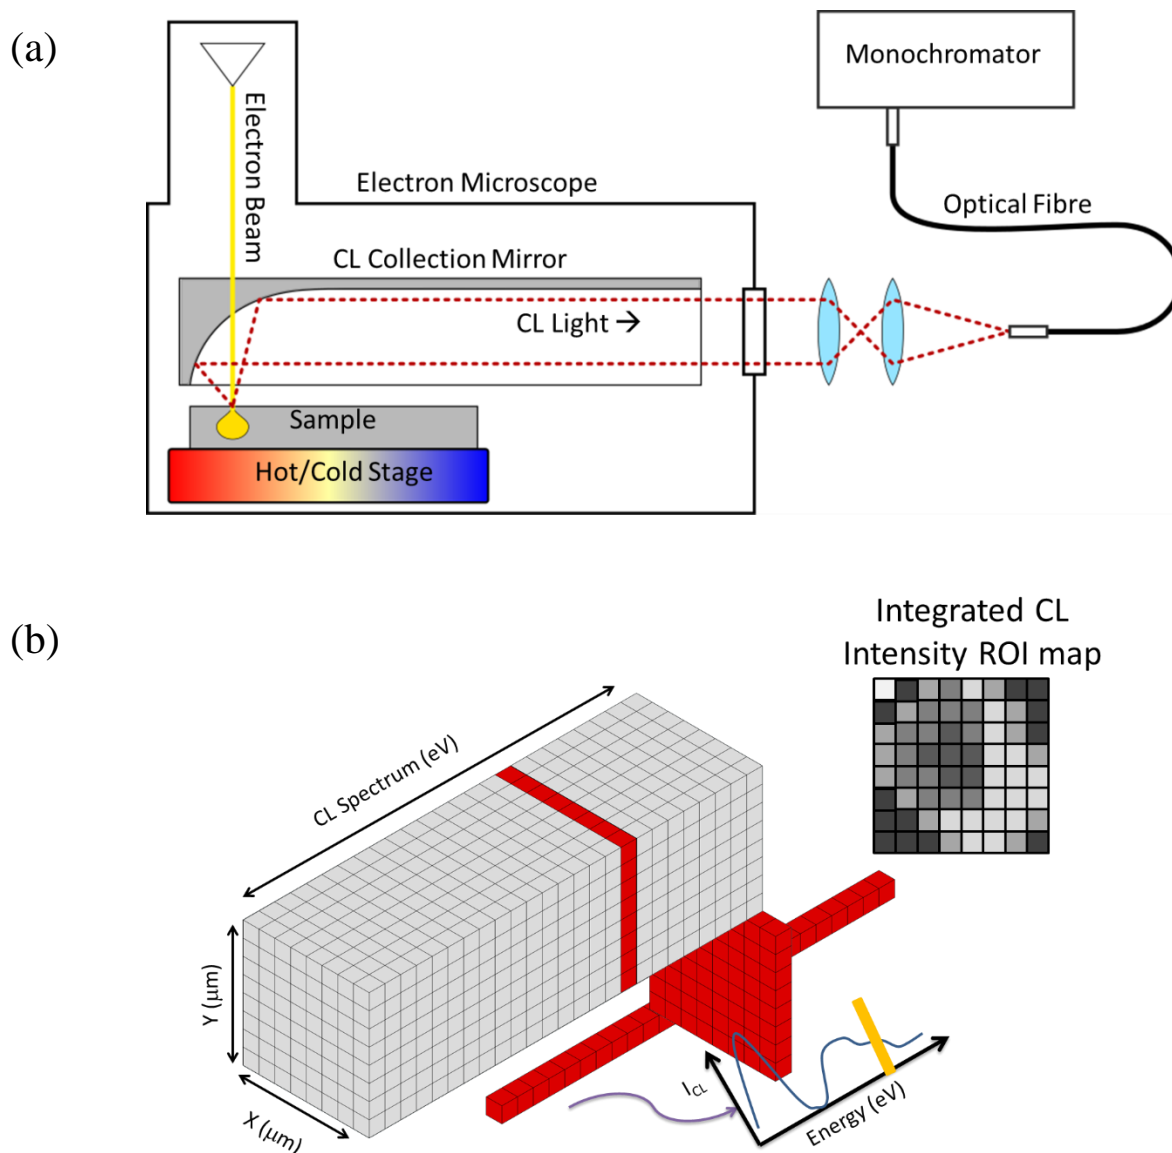 (a)
Monochromator
Electron Beam
Electron Microscope
Optical Fibre
CL Collection Mirror
CL Light →
Sample
Hot/Cold Stage
(b)
Integrated CL
Intensity ROI map
CL Spectrum (eV)
Y (μm)
X (μm)
I_CL
Energy (eV)